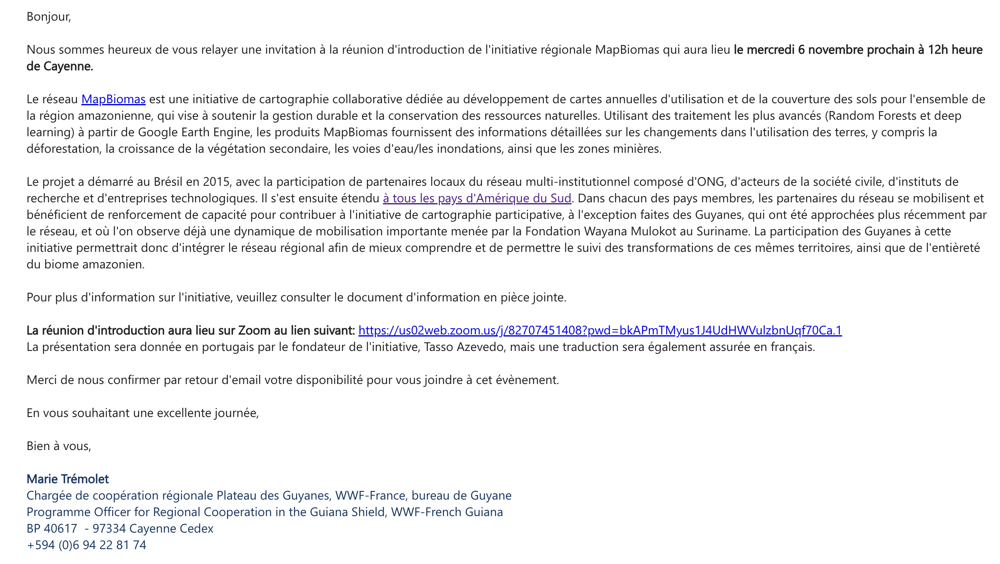 Bonjour,
Nous sommes heureux de vous relayer une invitation à la réunion d'introduction de l'initiative régionale MapBiomas qui aura lieu le mercredi 6 novembre prochain à 12h heure
de Cayenne.
Le réseau MapBiomas est une initiative de cartographie collaborative dédiée au développement de cartes annuelles d'utilisation et de la couverture des sols pour l'ensemble de
la région amazonienne, qui vise à soutenir la gestion durable et la conservation des ressources naturelles. Utilisant des traitement les plus avancés (Random Forests et deep
learning) à partir de Google Earth Engine, les produits MapBiomas fournissent des informations détaillées sur les changements dans l'utilisation des terres, y compris la
déforestation, la croissance de la végétation secondaire, les voies d'eau/les inondations, ainsi que les zones minières.
Le projet a démarré au Brésil en 2015, avec la participation de partenaires locaux du réseau multi-institutionnel composé d'ONG, d'acteurs de la société civile, d'instituts de
recherche et d'entreprises technologiques. Il s'est ensuite étendu à tous les pays d'Amérique du Sud. Dans chacun des pays membres, les partenaires du réseau se mobilisent et
bénéficient de renforcement de capacité pour contribuer à l'initiative de cartographie participative, à l'exception faites des Guyanes, qui ont été approchées plus récemment par
le réseau, et où l'on observe déjà une dynamique de mobilisation importante menée par la Fondation Wayana Mulokot au Suriname. La participation des Guyanes à cette
initiative permettrait donc d'intégrer le réseau régional afin de mieux comprendre et de permettre le suivi des transformations de ces mêmes territoires, ainsi que de l'entièreté
du biome amazonien.
Pour plus d'information sur l'initiative, veuillez consulter le document d'information en pièce jointe.
La réunion d'introduction aura lieu sur Zoom au lien suivant: https://us02web.zoom.us/j/82707451408?pwd=bkAPmTMyus1J4UdHWVulzbnUqf70Ca.1
La présentation sera donnée en portugais par le fondateur de l'initiative, Tasso Azevedo, mais une traduction sera également assurée en français.
Merci de nous confirmer par retour d'email votre disponibilité pour vous joindre à cet évènement.
En vous souhaitant une excellente journée,
Bien à vous,
Marie Trémolet
Chargée de coopération régionale Plateau des Guyanes, WWF-France, bureau de Guyane
Programme Officer for Regional Cooperation in the Guiana Shield, WWF-French Guiana
BP 40617  - 97334 Cayenne Cedex
+594 (0)6 94 22 81 74